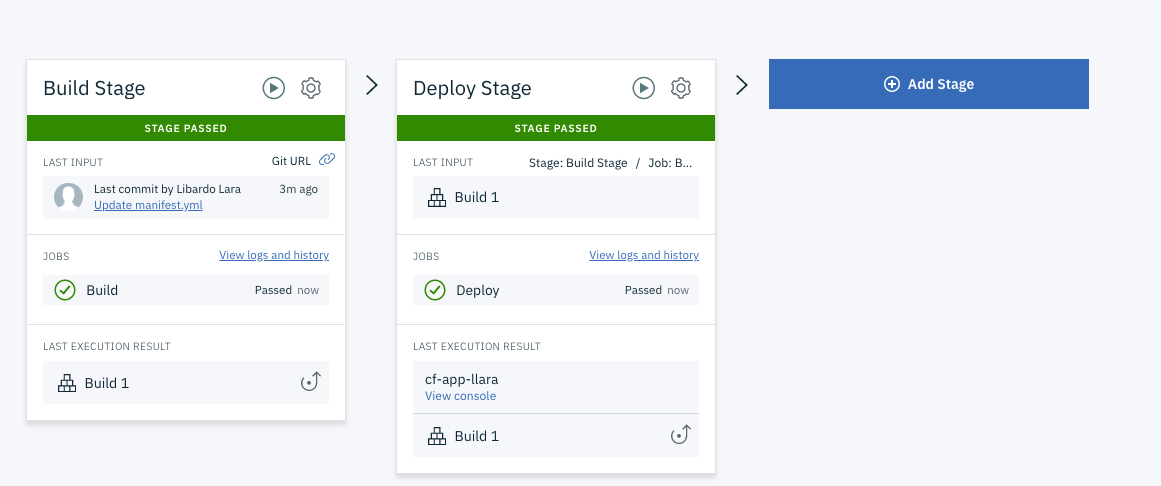 Build Stage
STAGE PASSED
LAST INPUT
Git URL
Last commit by Libardo Lara
3m ago
Update manifest.yml
JOBS
View logs and history
Build
Passed now
LAST EXECUTION RESULT
Build 1
Deploy Stage
STAGE PASSED
LAST INPUT
Stage: Build Stage / Job: B...
Build 1
JOBS
View logs and history
Deploy
Passed now
LAST EXECUTION RESULT
cf-app-llara
View console
Build 1
Add Stage